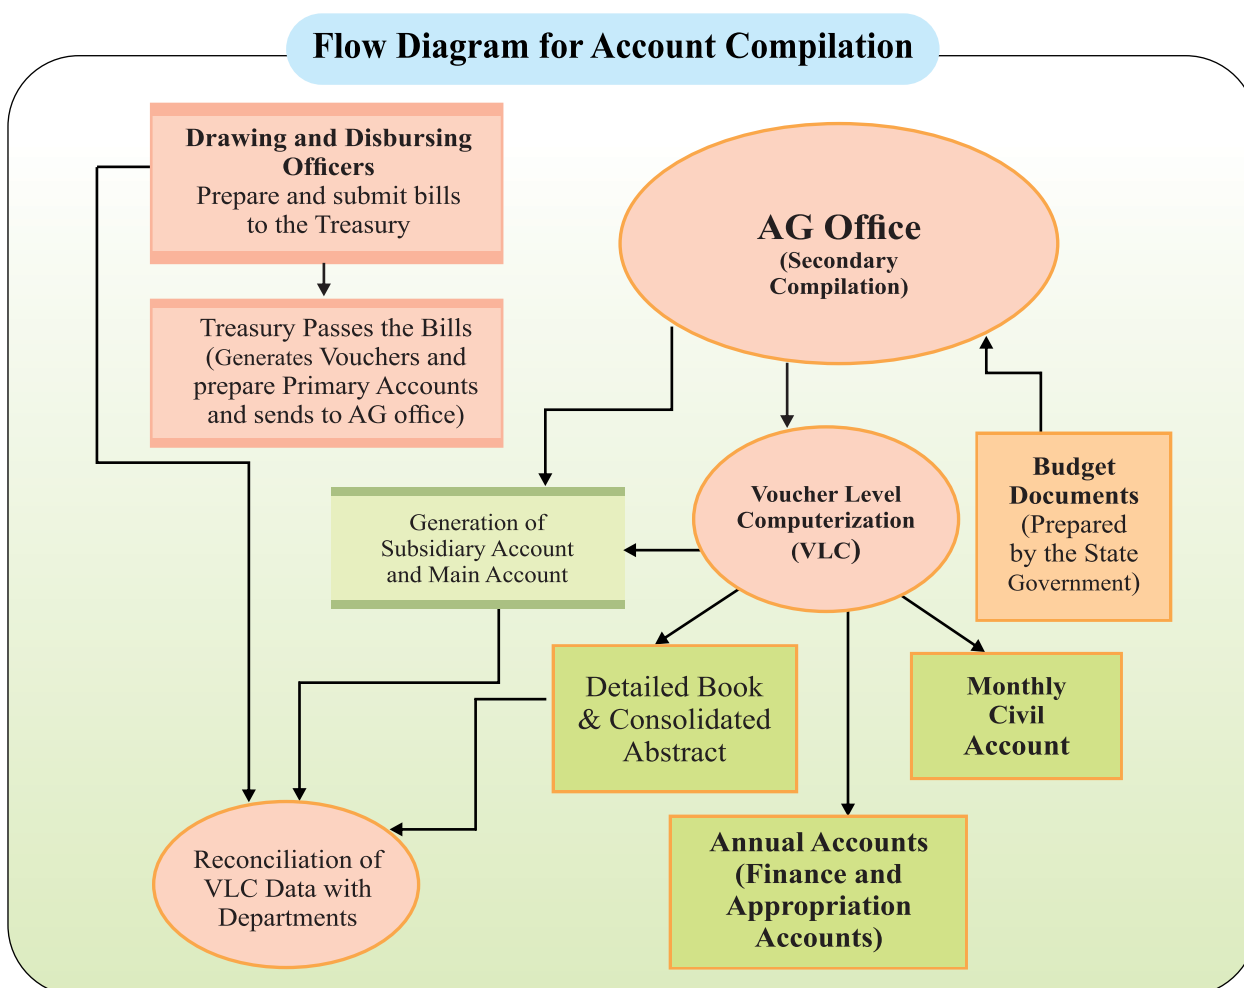 Flow Diagram for Account Compilation
Drawing and Disbursing
Officers
Prepare and submit bills
to the Treasury
Treasury Passes the Bills
(Generates Vouchers and
prepare Primary Accounts
and sends to AG office)
AG Office
(Secondary
Compilation)
Voucher Level
Computerization
(VLC)
Budget
Documents
(Prepared
by the State
Government)
Generation of
Subsidiary Account
and Main Account
Detailed Book
& Consolidated
Abstract
Monthly
Civil
Account
Annual Accounts
(Finance and
Appropriation
Accounts)
Reconciliation of
VLC Data with
Departments